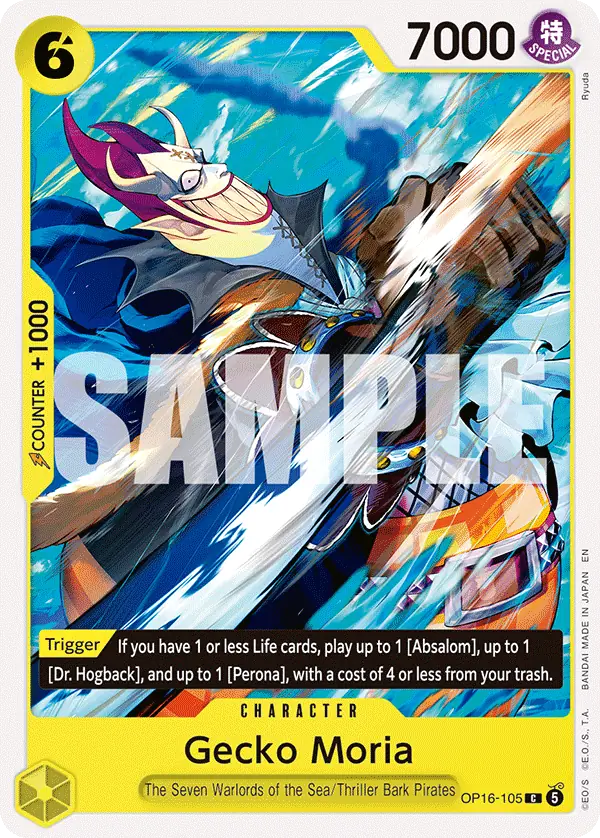 6
7000
特
SPECIAL
Ryuda
COUNTER +1000
SAMPLE
Trigger If you have 1 or less Life cards, play up to 1 [Absalom], up to 1
[Dr. Hogback], and up to 1 [Perona], with a cost of 4 or less from your trash.
CHARACTER
Gecko Moria
The Seven Warlords of the Sea/Thriller Bark Pirates
OP16-105 C 5
©E.O/S ©E.O./S., T.A. BANDAI MADE IN JAPAN EN